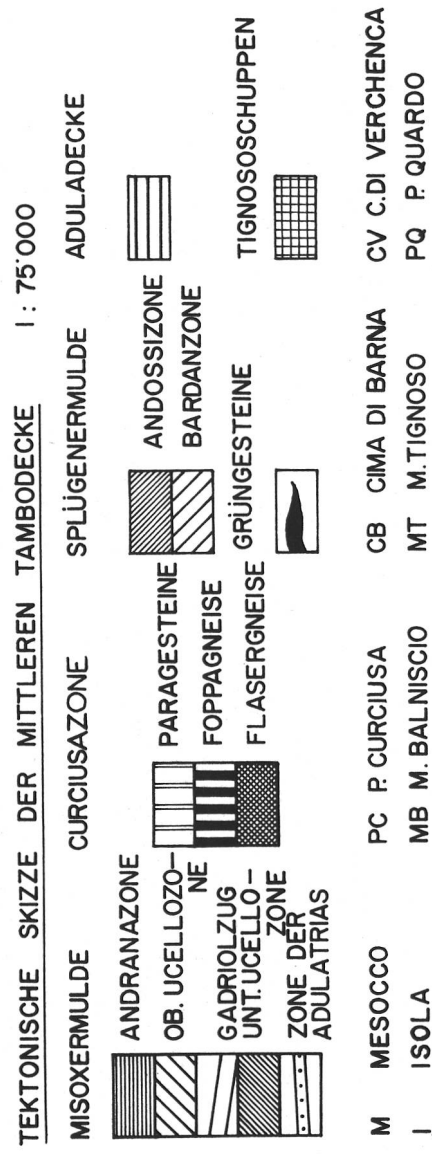 TEKTONISCHE SKIZZE DER MITTLEREN TAMBODECKE 1 : 75'000
MISOXERMULDE
ANDRANAZONE
OB. UCELLOZO-
NE
GADRIOLZUG
UNT. UCELLO-
ZONE
ZONE DER
ADULATRIAS
CURCIUSAZONE
PARAGESTEINE
FOPPAGNEISE
FLASERGNEISE
SPLÜGENERMULDE
ANDOSSIZONE
BARDANZONE
GRÜNGESTEINE
ADULADECKE
TIGNOSOSCHUPPEN
M MESOCCO
PC P. CURCIUSA
CB CIMA DI BARNA
CV C.DI VERCHENCA
I ISOLA
MB M. BALNISCIO
MT M.TIGNOSO
PQ P. QUARDO